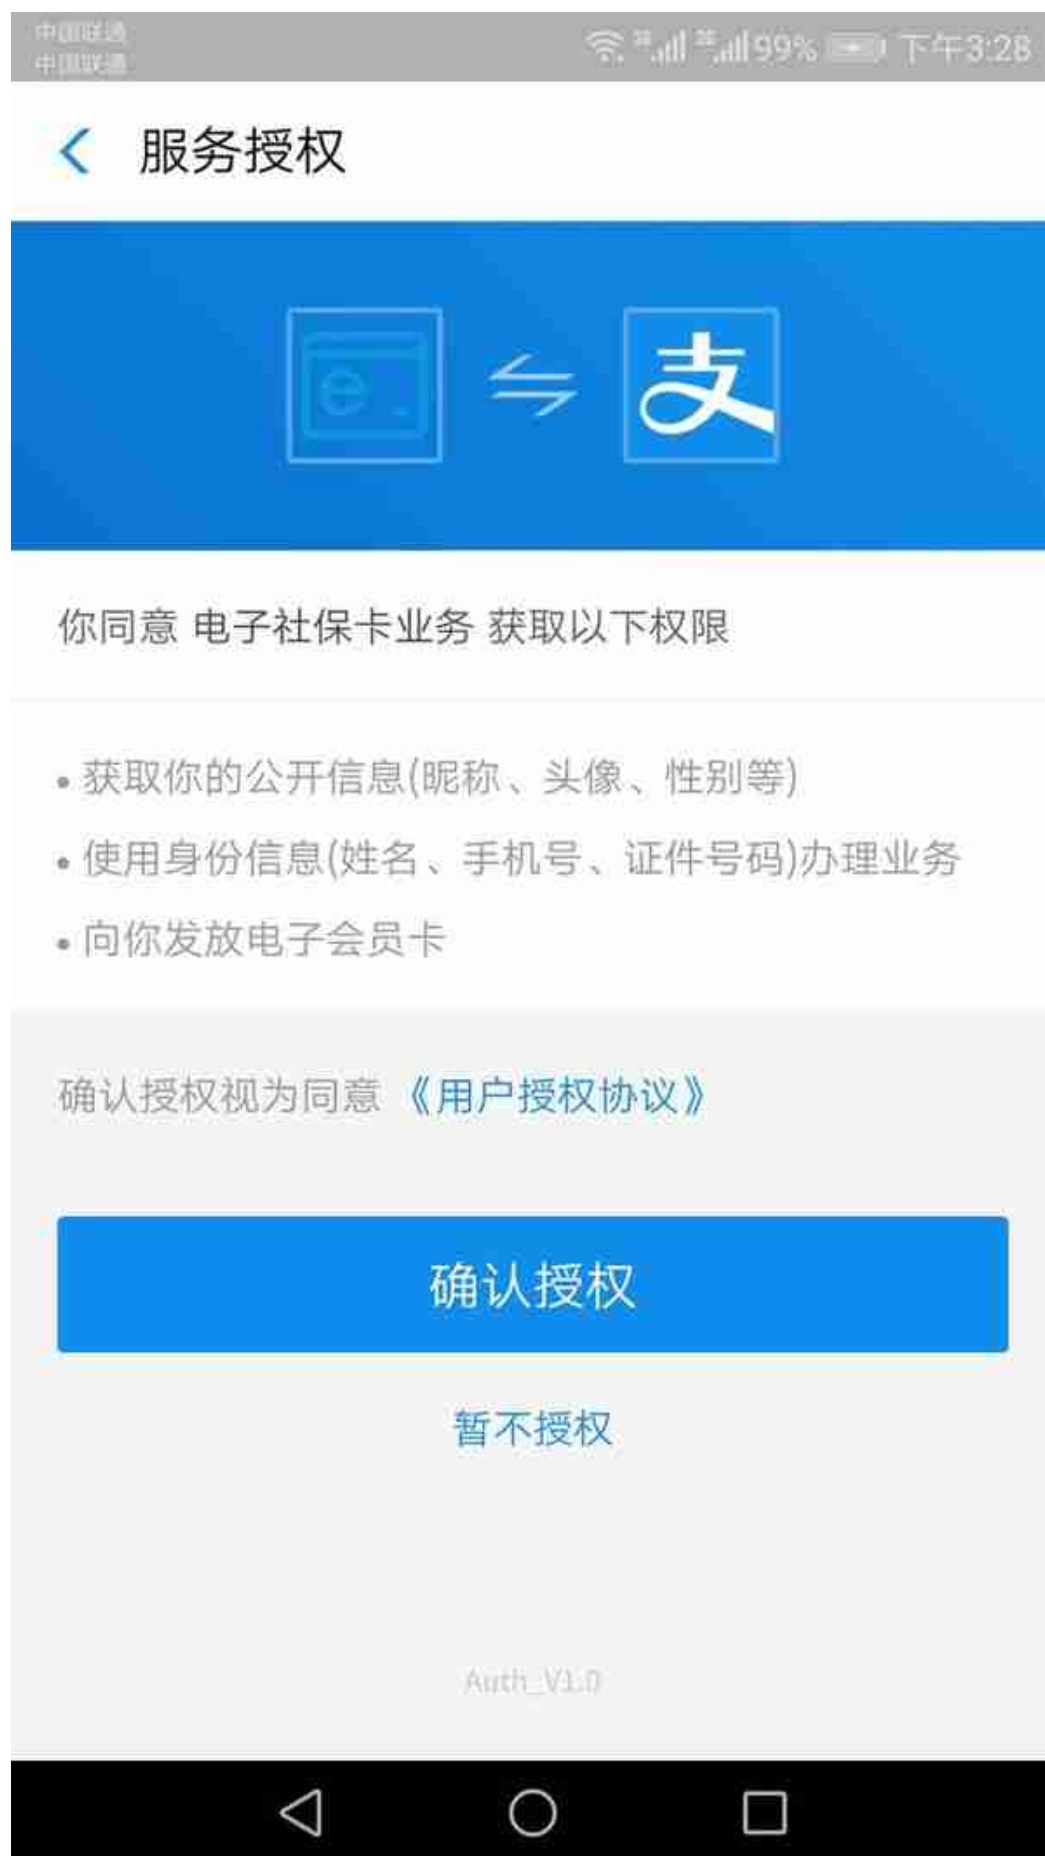 中国联通
中国联通
99% 下午3:28
服务授权
e
支
你同意 电子社保卡业务 获取以下权限
• 获取你的公开信息(昵称、头像、性别等)
• 使用身份信息(姓名、手机号、证件号码)办理业务
• 向你发放电子会员卡
确认授权视为同意 《用户授权协议》
确认授权
暂不授权
Auth_V1.0